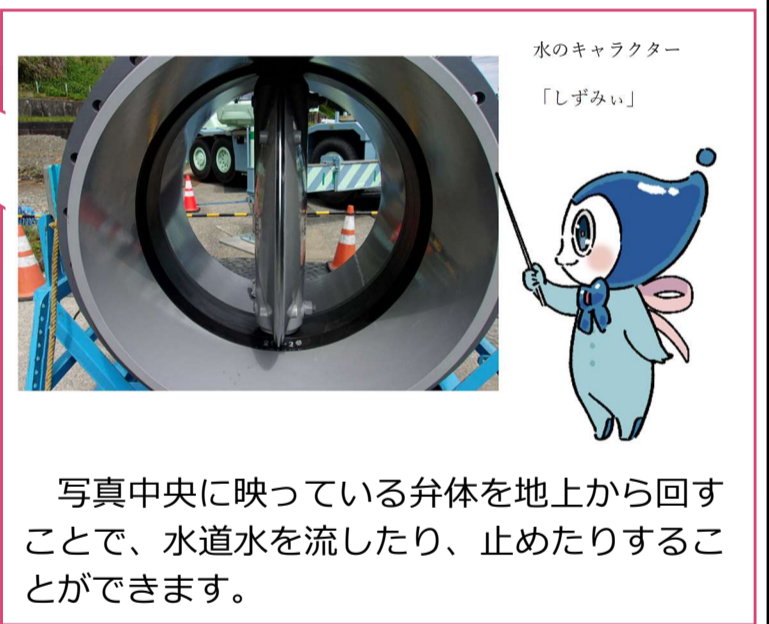 水のキャラクター
「しずみぃ」
写真中央に映っている弁体を地上から回す
ことで、水道水を流したり、止めたりするこ
とができます。